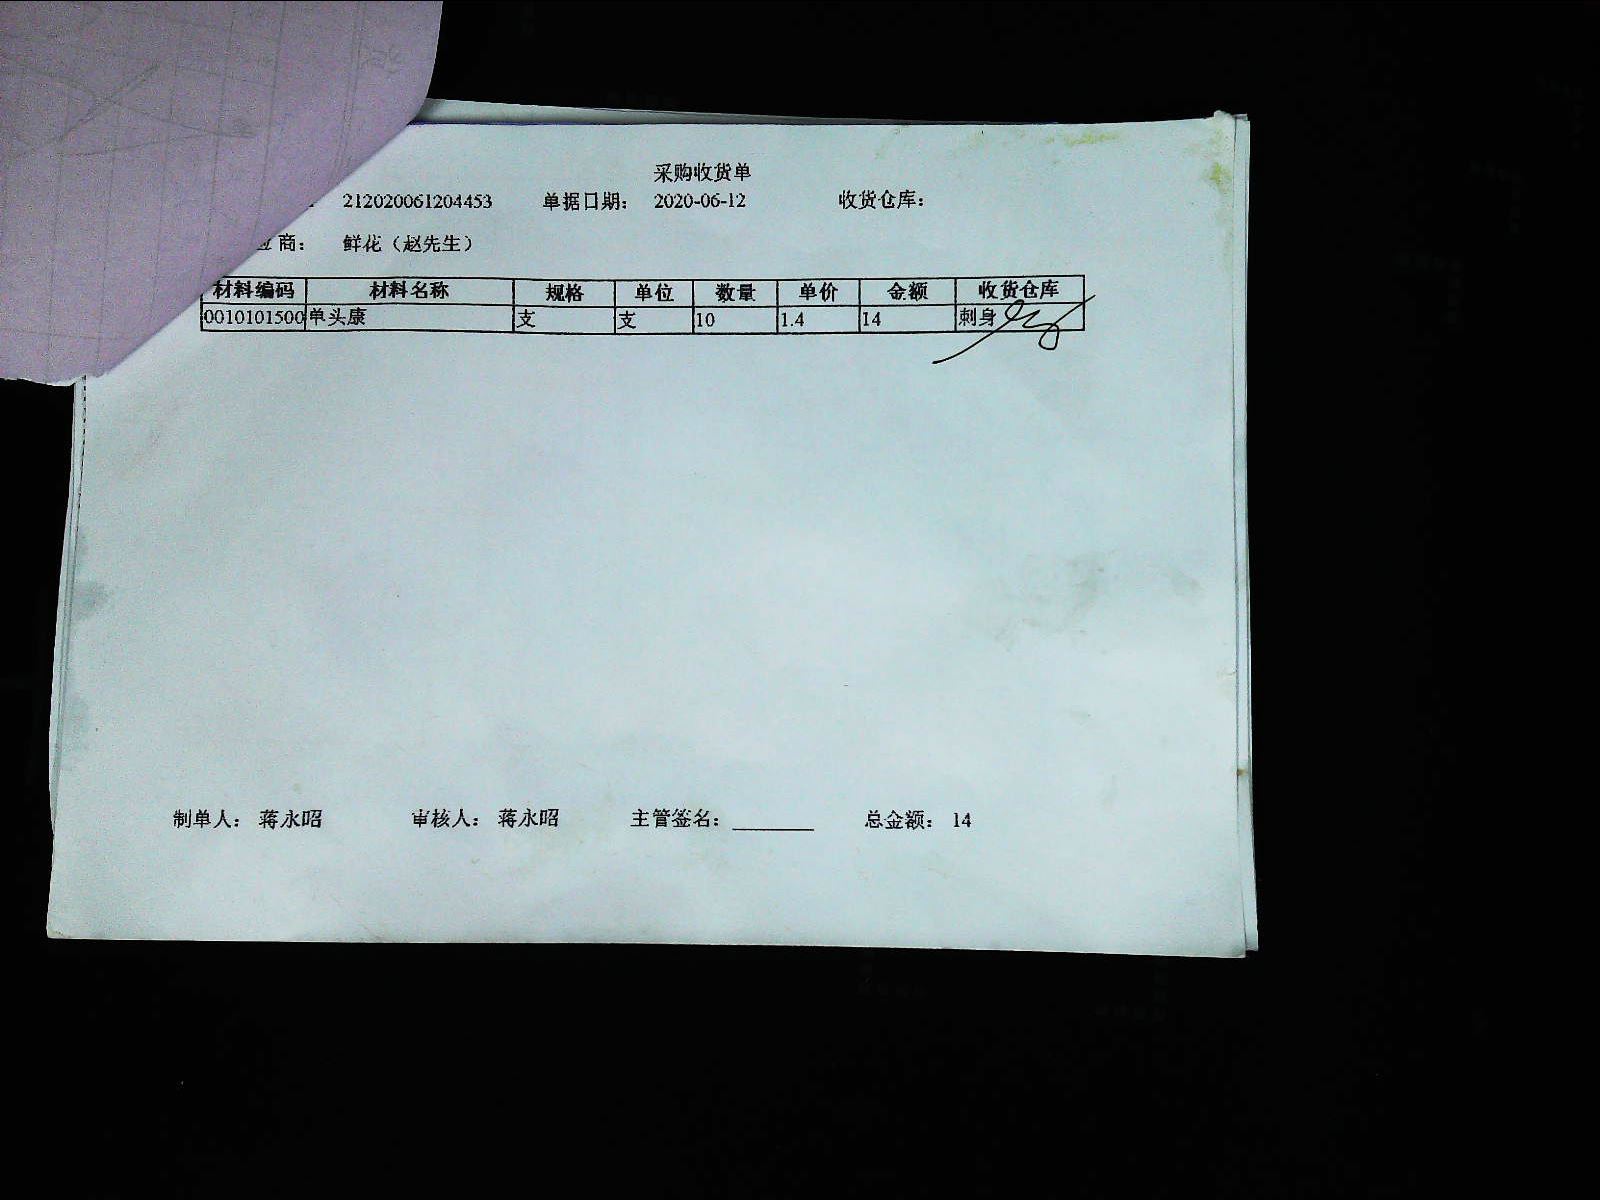 采购收货单
212020061204453 单据日期: 2020-06-12 收货仓库:
应商: 鲜花（赵先生）
材料编码 材料名称 规格 单位 数量 单价 金额 收货仓库
0010101500 单头康 支 支 10 1.4 14 刺身
制单人: 蒋永昭 审核人: 蒋永昭 主管签名: 总金额: 14